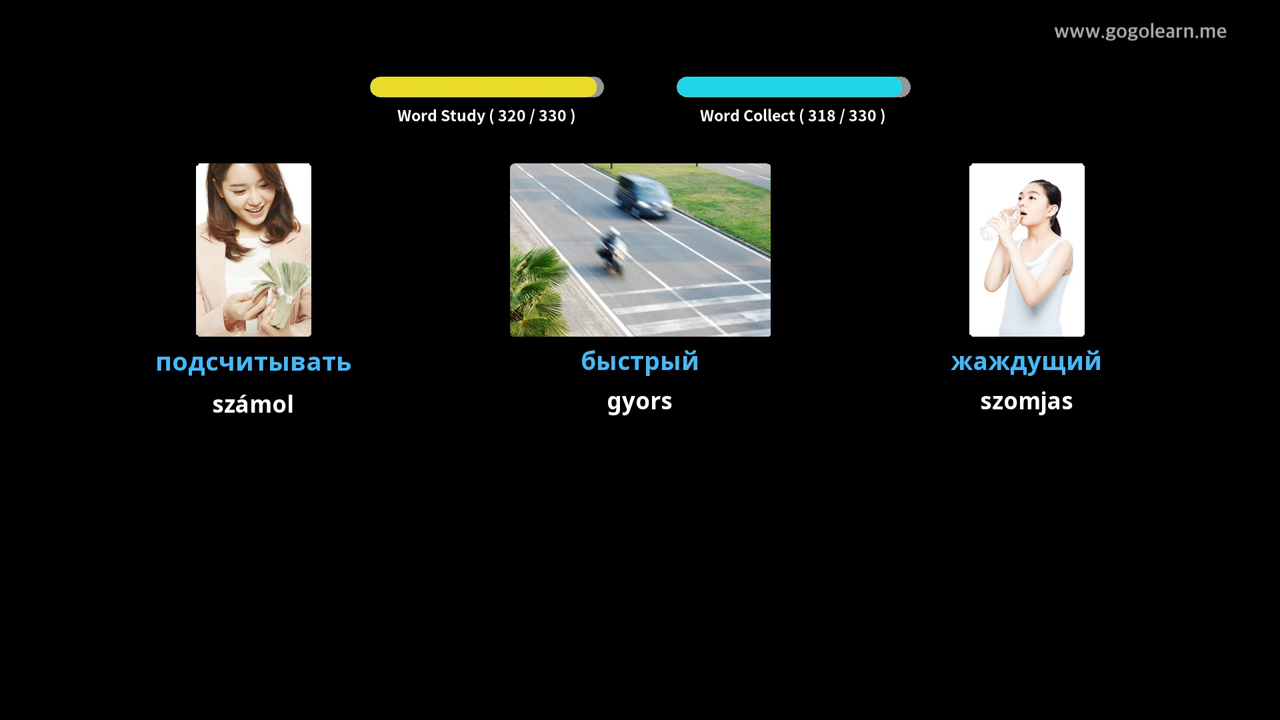 www.gogolearn.me
Word Study ( 320 / 330 )
Word Collect ( 318 / 330 )
подсчитывать
быстрый
жаждущий
számol
gyors
szomjas